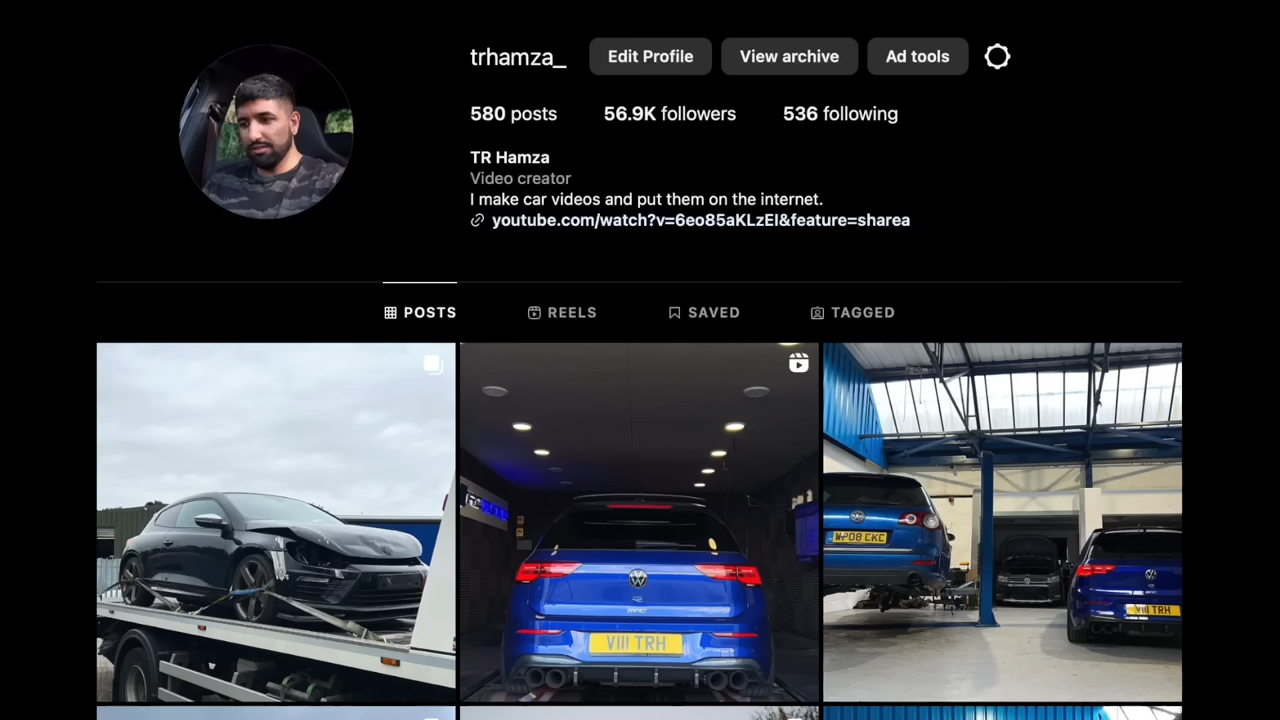 trhamza_ Edit Profile View archive Ad tools
580 posts 56.9K followers 536 following
TR Hamza
Video creator
I make car videos and put them on the internet.
youtube.com/watch?v=6eo85aKLzEI&feature=sharea
POSTS REELS SAVED TAGGED
WP08 CKC
VIII TRH
VIII TRH